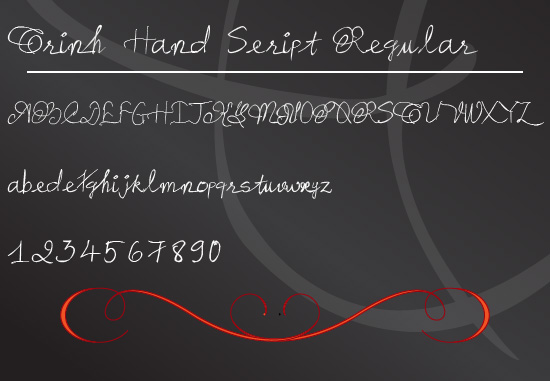 Trinh Hand Script Regular
ABCDEFGHIJKLMNOPQRSTUVWXYZ
abcdefghijklmnopqrstuvwxyz
1234567890